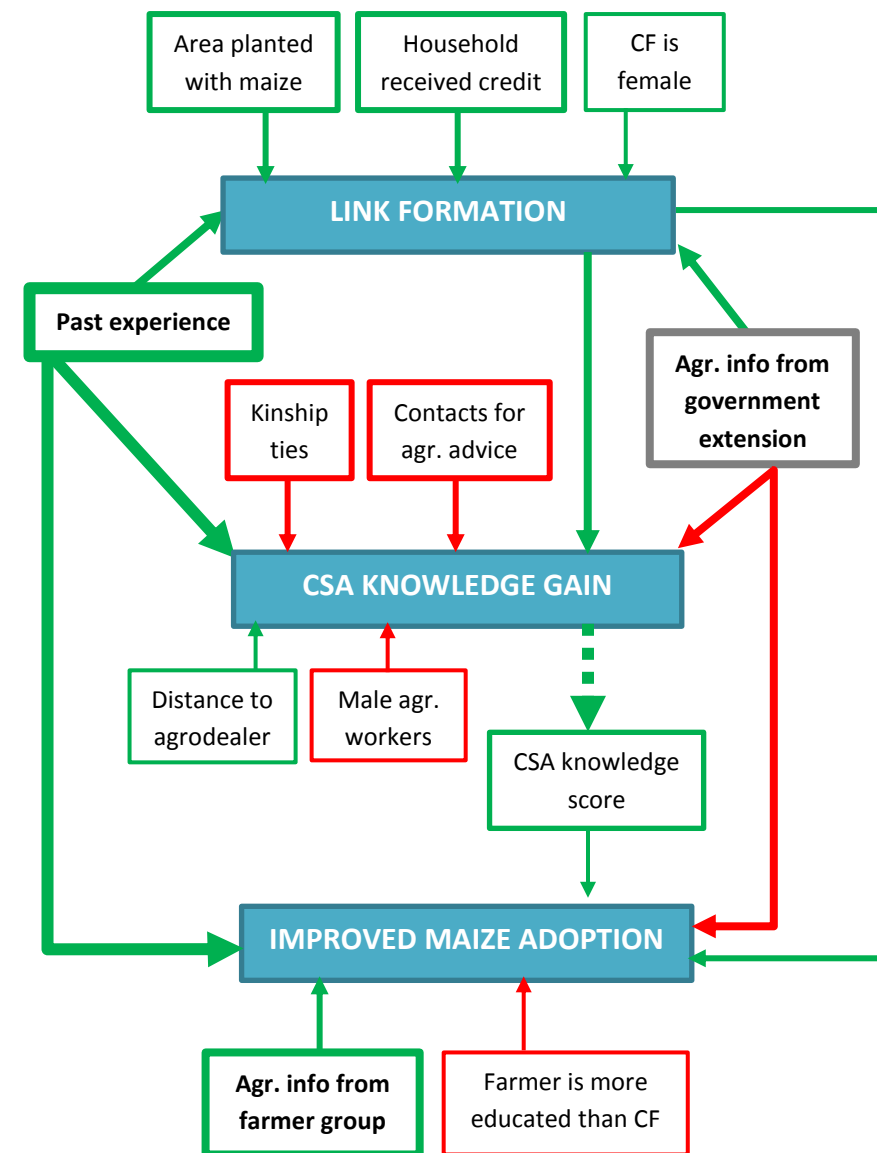 Area planted
with maize
Household
received credit
CF is
female
LINK FORMATION
Past experience
Agr. info from
government
extension
Kinship
ties
Contacts for
agr. advice
CSA KNOWLEDGE GAIN
Distance to
agrodealer
Male agr.
workers
CSA knowledge
score
IMPROVED MAIZE ADOPTION
Agr. info from
farmer group
Farmer is more
educated than CF